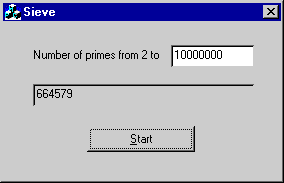 Sieve
Number of primes from 2 to 10000000
664579
Start